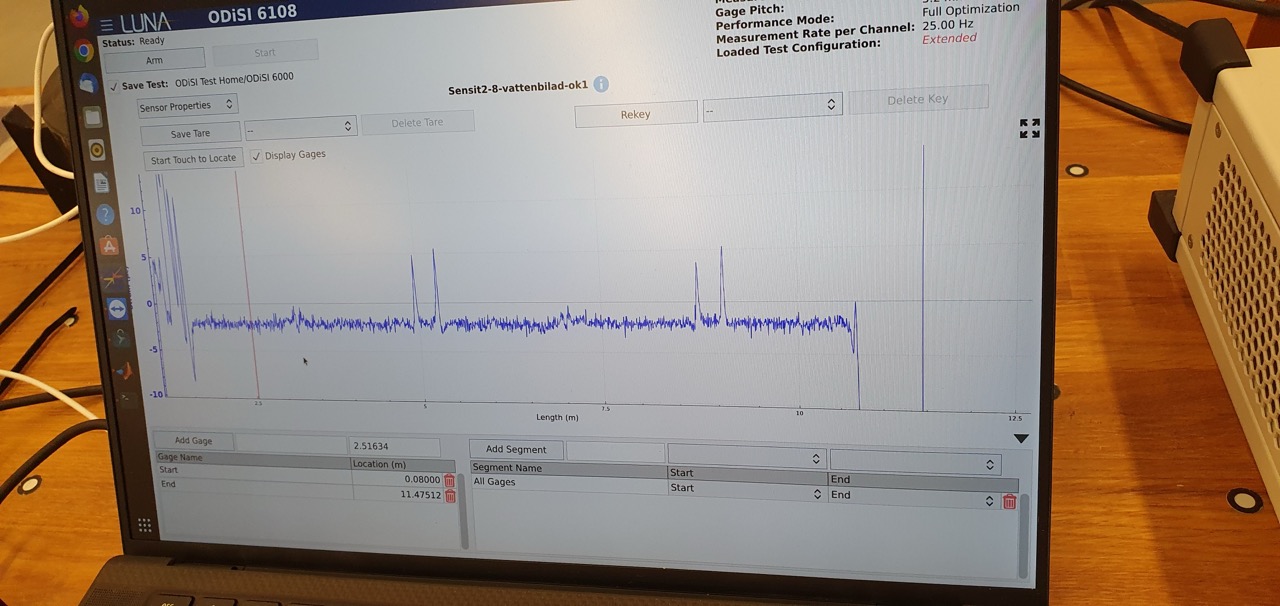 LUNA ODiSI 6108
Status: Ready
Arm
Start
Save Test: ODiSI Test Home/ODiSI 6000
Gage Pitch:
Performance Mode: Full Optimization
Measurement Rate per Channel: 25.00 Hz
Loaded Test Configuration: Extended
Sensit2-8-vattenbilad-ok1
Sensor Properties
Save Tare
--
Delete Tare
Rekey
--
Delete Key
Start Touch to Locate
Display Gages
10
5
0
-5
-10
2.5
5
7.5
10
12.5
Length (m)
Add Gage
2.51634
Gage Name Location (m)
Start 0.08000
End 11.47512
Add Segment
Segment Name Start End
All Gages Start End